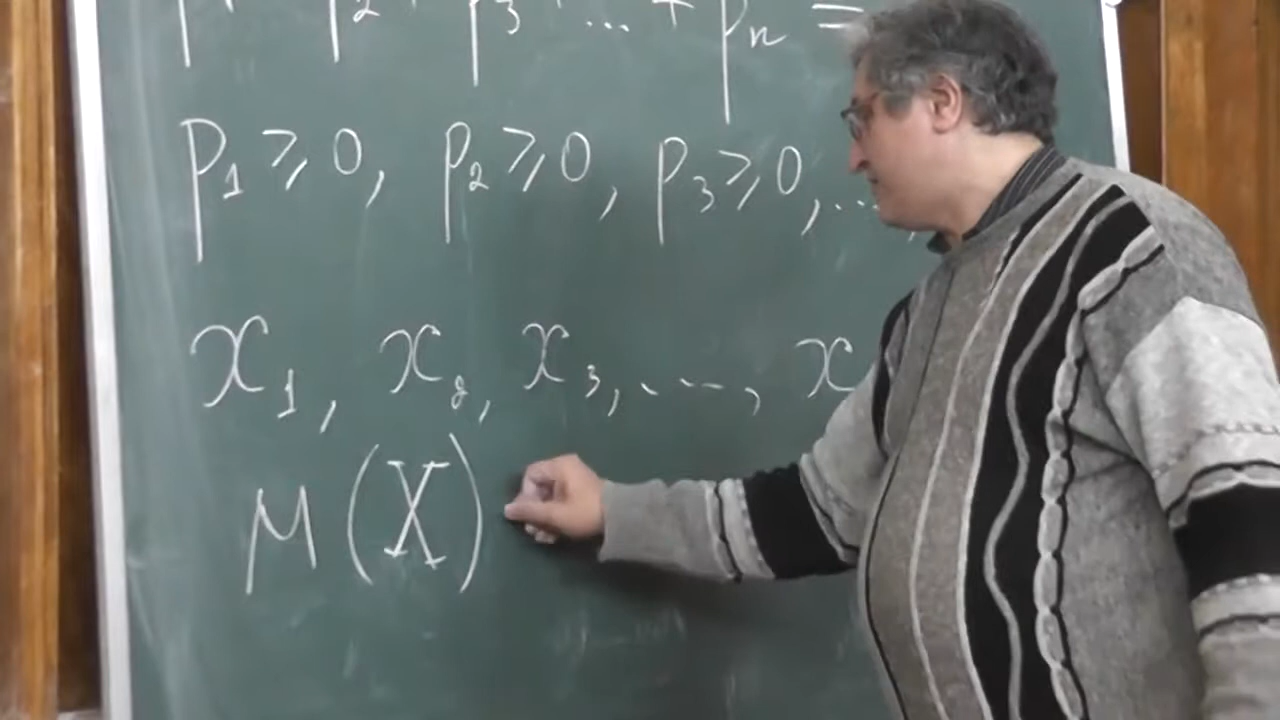 p₁ + p₂ + p₃ + ... + pₙ =
p₁ ⩾ 0, p₂ ⩾ 0, p₃ ⩾ 0, ...,
x₁, x₂, x₃, ..., x
M(X)